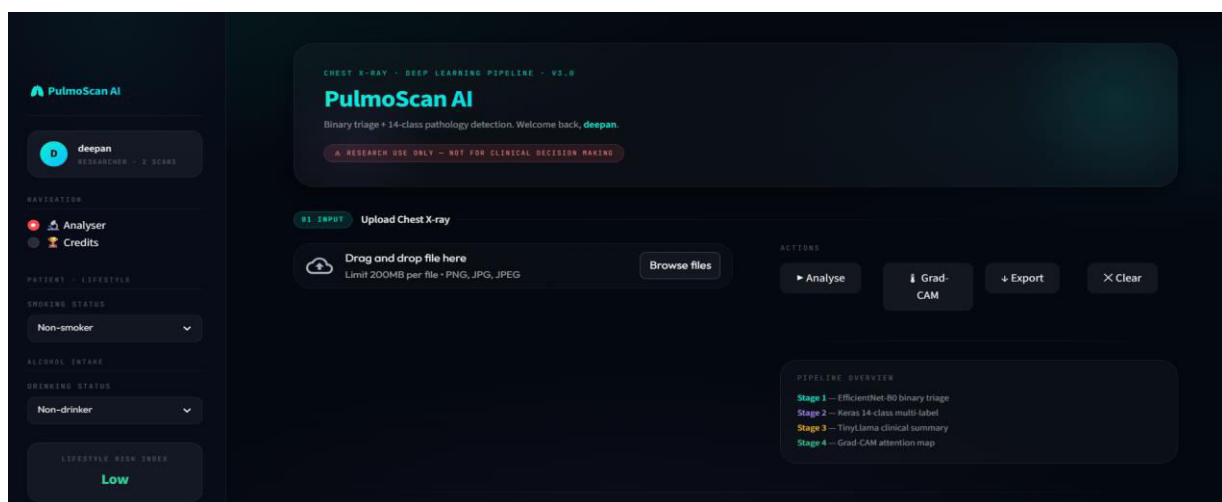 PulmoScan AI
D
deepan
RESEARCHER · 2 SCANS
NAVIGATION
Analyser
Credits
PATIENT · LIFESTYLE
SMOKING STATUS
Non-smoker
ALCOHOL INTAKE
DRINKING STATUS
Non-drinker
LIFESTYLE RISK INDEX
Low
CHEST X-RAY · DEEP LEARNING PIPELINE · V3.0
PulmoScan AI
Binary triage + 14-class pathology detection. Welcome back, deepan.
⚠ RESEARCH USE ONLY — NOT FOR CLINICAL DECISION MAKING
01 INPUT Upload Chest X-ray
Drag and drop file here
Limit 200MB per file • PNG, JPG, JPEG
Browse files
ACTIONS
Analyse
Grad-
CAM
Export
Clear
PIPELINE OVERVIEW
Stage 1 — EfficientNet-B0 binary triage
Stage 2 — Keras 14-class multi-label
Stage 3 — TinyLlama clinical summary
Stage 4 — Grad-CAM attention map